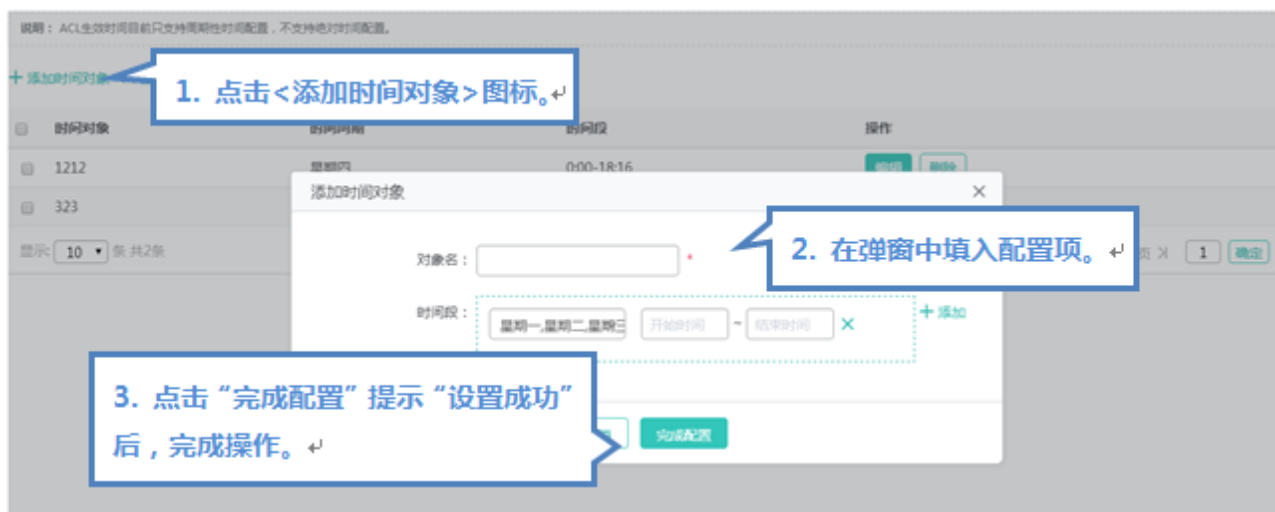 说明： ACL生效时间目前只支持周期性时间配置，不支持绝对时间配置。
+ 添加时间对象
1. 点击<添加时间对象>图标。↵
时间对象 时间周期 时间段 操作
1212 星期四 0:00-18:16 编辑 删除
添加时间对象 ×
323
2. 在弹窗中填入配置项。↵
显示: 10 条 共2条
页 1 确定
对象名： *
时间段： 星期一,星期二,星期三 开始时间 ~ 结束时间 × + 添加
3. 点击“完成配置”提示“设置成功”
后，完成操作。↵
完成配置